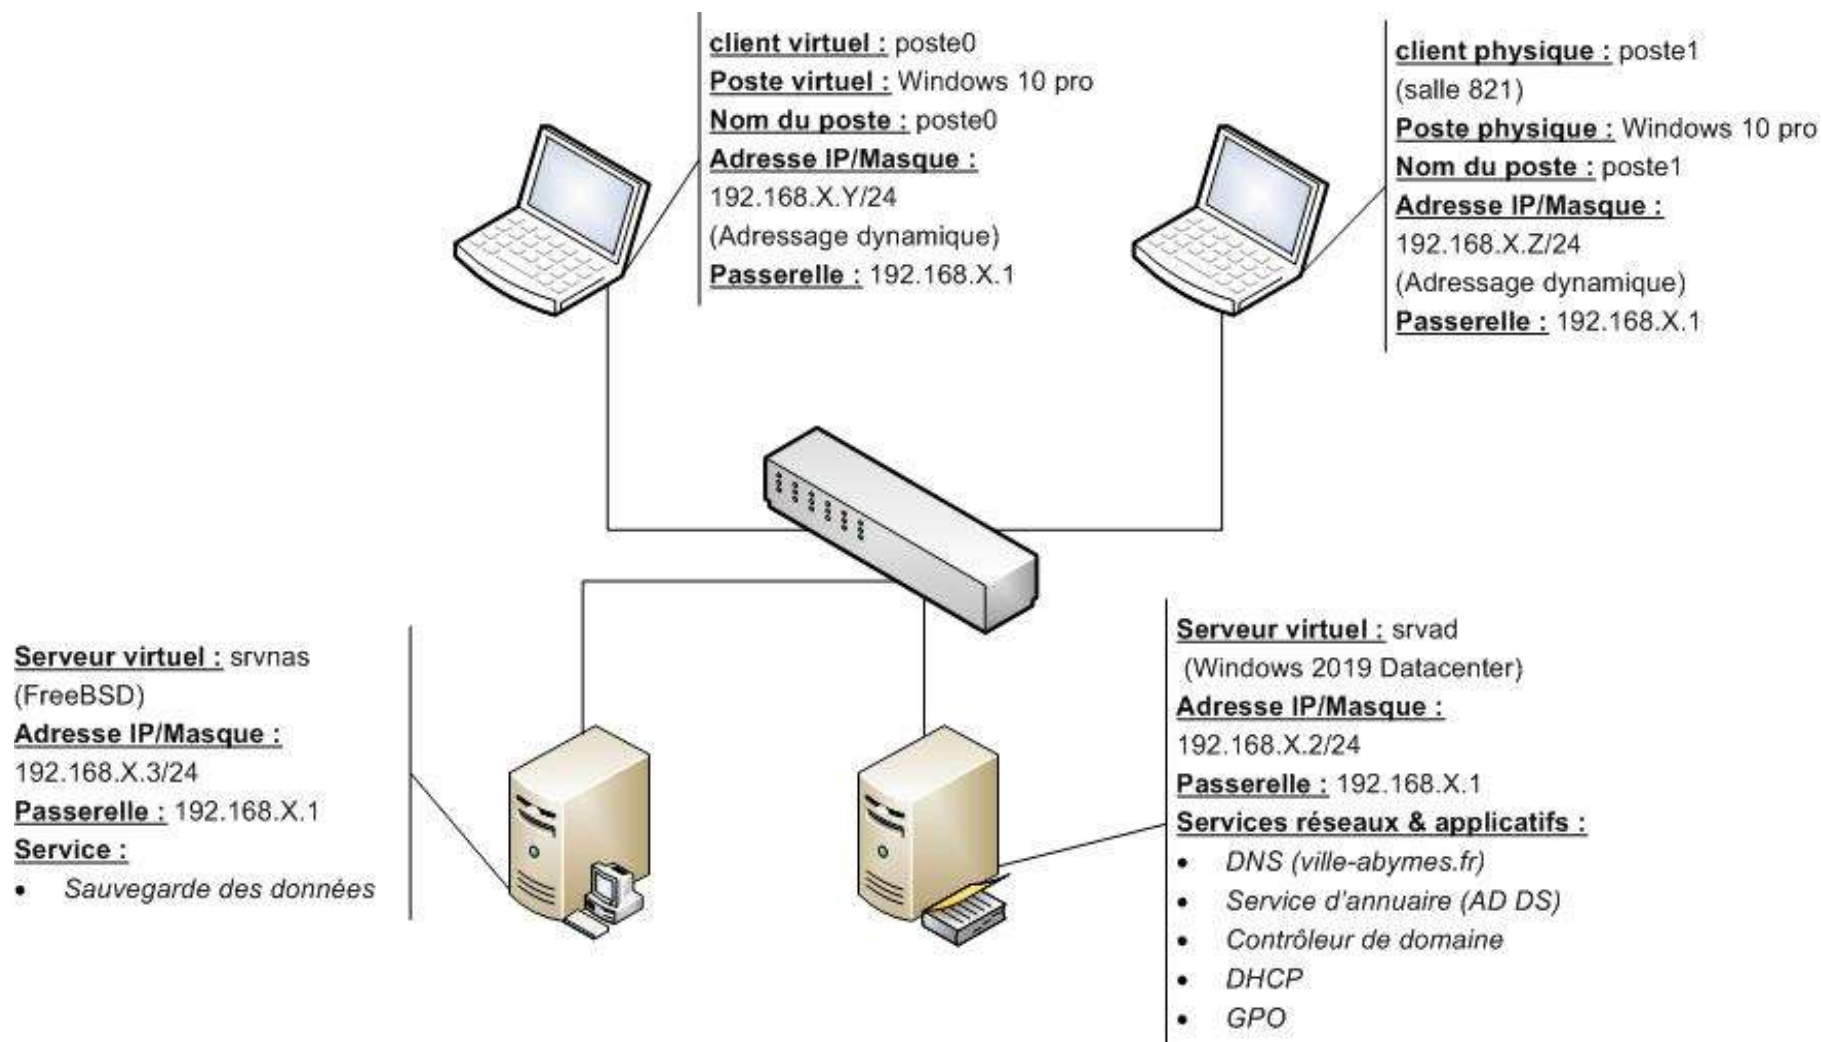 client virtuel : poste0
Poste virtuel : Windows 10 pro
Nom du poste : poste0
Adresse IP/Masque :
192.168.X.Y/24
(Adressage dynamique)
Passerelle : 192.168.X.1
client physique : poste1
(salle 821)
Poste physique : Windows 10 pro
Nom du poste : poste1
Adresse IP/Masque :
192.168.X.Z/24
(Adressage dynamique)
Passerelle : 192.168.X.1
Serveur virtuel : srvnas
(FreeBSD)
Adresse IP/Masque :
192.168.X.3/24
Passerelle : 192.168.X.1
Service :
• Sauvegarde des données
Serveur virtuel : srvad
(Windows 2019 Datacenter)
Adresse IP/Masque :
192.168.X.2/24
Passerelle : 192.168.X.1
Services réseaux & applicatifs :
• DNS (ville-abymes.fr)
• Service d'annuaire (AD DS)
• Contrôleur de domaine
• DHCP
• GPO